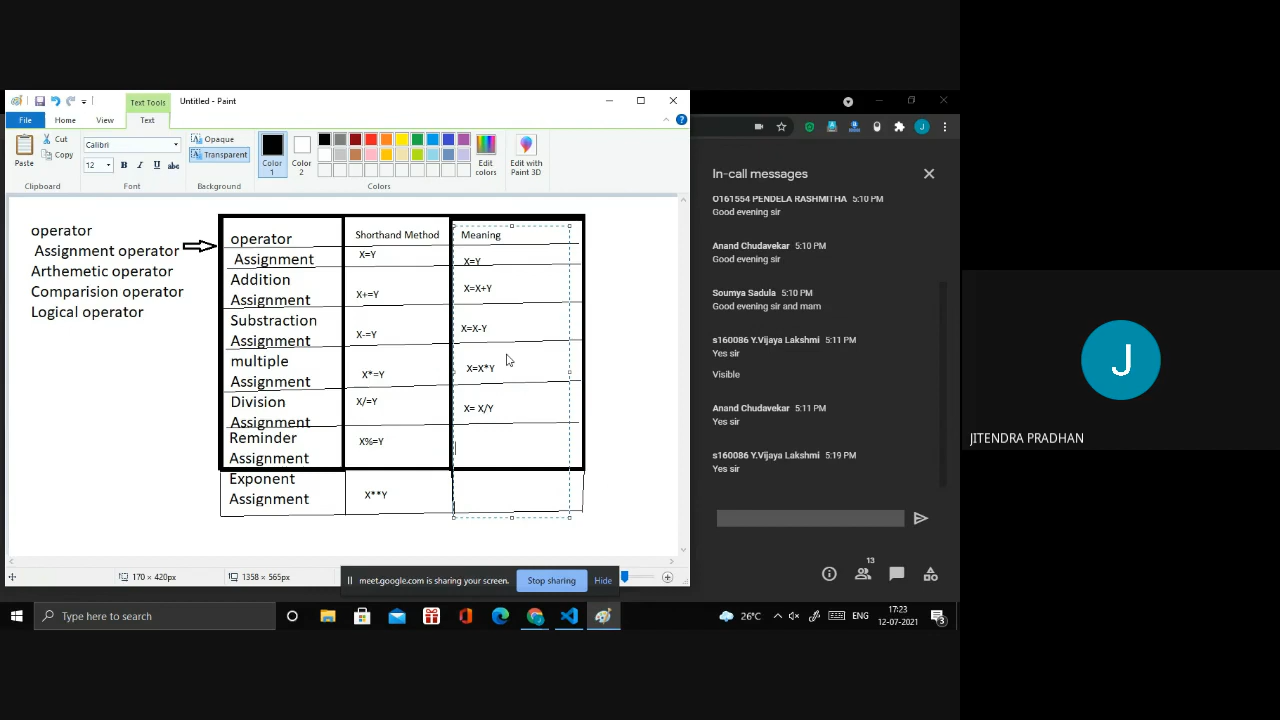 Text Tools
Untitled - Paint
File
Home
View
Text
Paste
Cut
Copy
Clipboard
Calibri
12
B I U abc
Font
Opaque
Transparent
Background
Color 1
Color 2
Edit colors
Colors
Edit with Paint 3D
operator
Assignment operator
Arthemetic operator
Comparision operator
Logical operator
operator Shorthand Method Meaning
Assignment X=Y X=Y
Addition
Assignment X+=Y X=X+Y
Substraction
Assignment X-=Y X=X-Y
multiple
Assignment X*=Y X=X*Y
Division
Assignment X/=Y X= X/Y
Reminder
Assignment X%=Y
Exponent
Assignment X**Y
170 × 420px
1358 × 565px
meet.google.com is sharing your screen.
Stop sharing
Hide
J
In-call messages
O161554 PENDELA RASHMITHA 5:10 PM
Good evening sir
Anand Chudavekar 5:10 PM
Good evening sir
Soumya Sadula 5:10 PM
Good evening sir and mam
s160086 Y.Vijaya Lakshmi 5:11 PM
Yes sir
Visible
Anand Chudavekar 5:11 PM
Yes sir
s160086 Y.Vijaya Lakshmi 5:19 PM
Yes sir
13
J
JITENDRA PRADHAN
Type here to search
26°C
ENG
17:23
12-07-2021
3